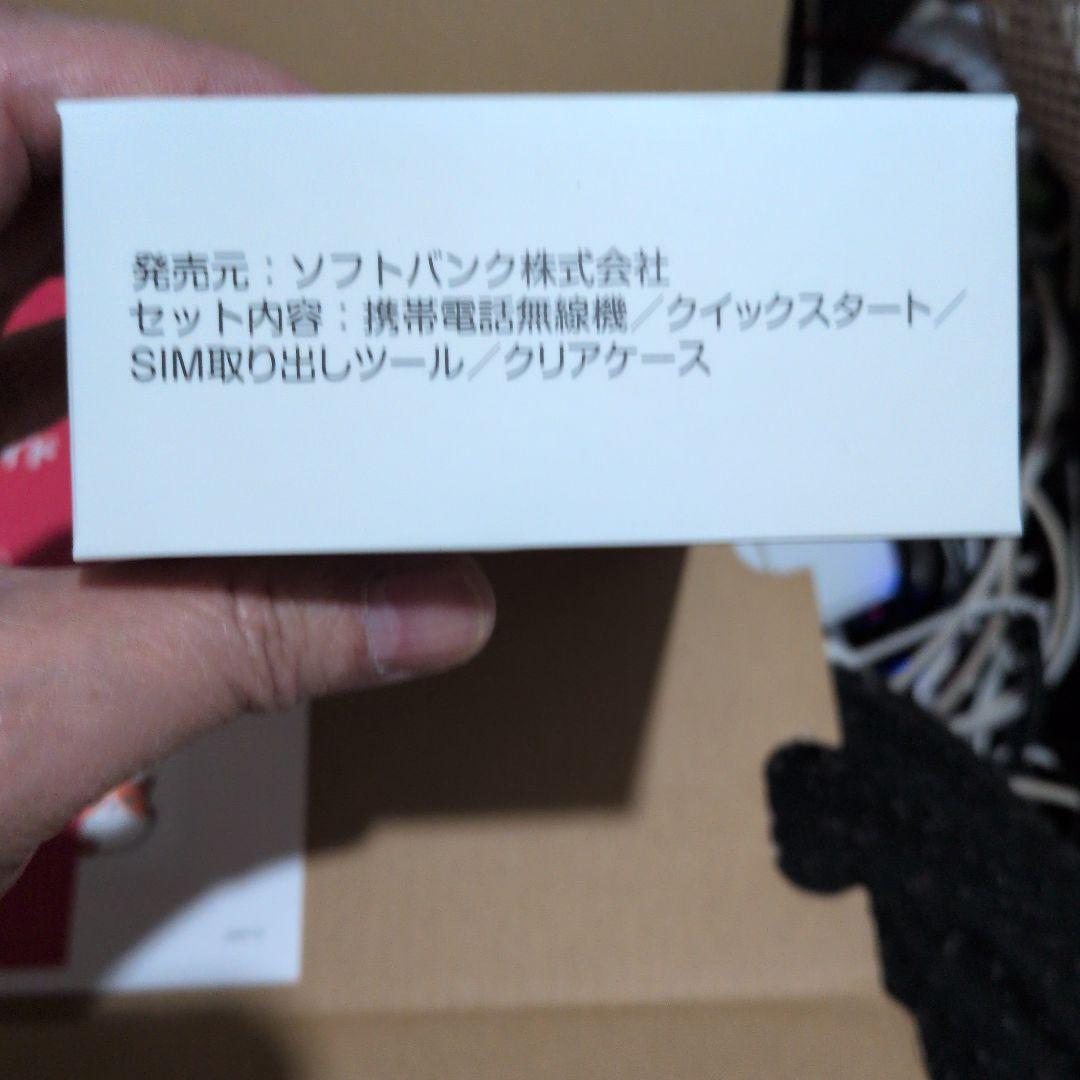 発売元：ソフトバンク株式会社
セット内容：携帯電話無線機／クイックスタート／
SIM取り出しツール／クリアケース
イド